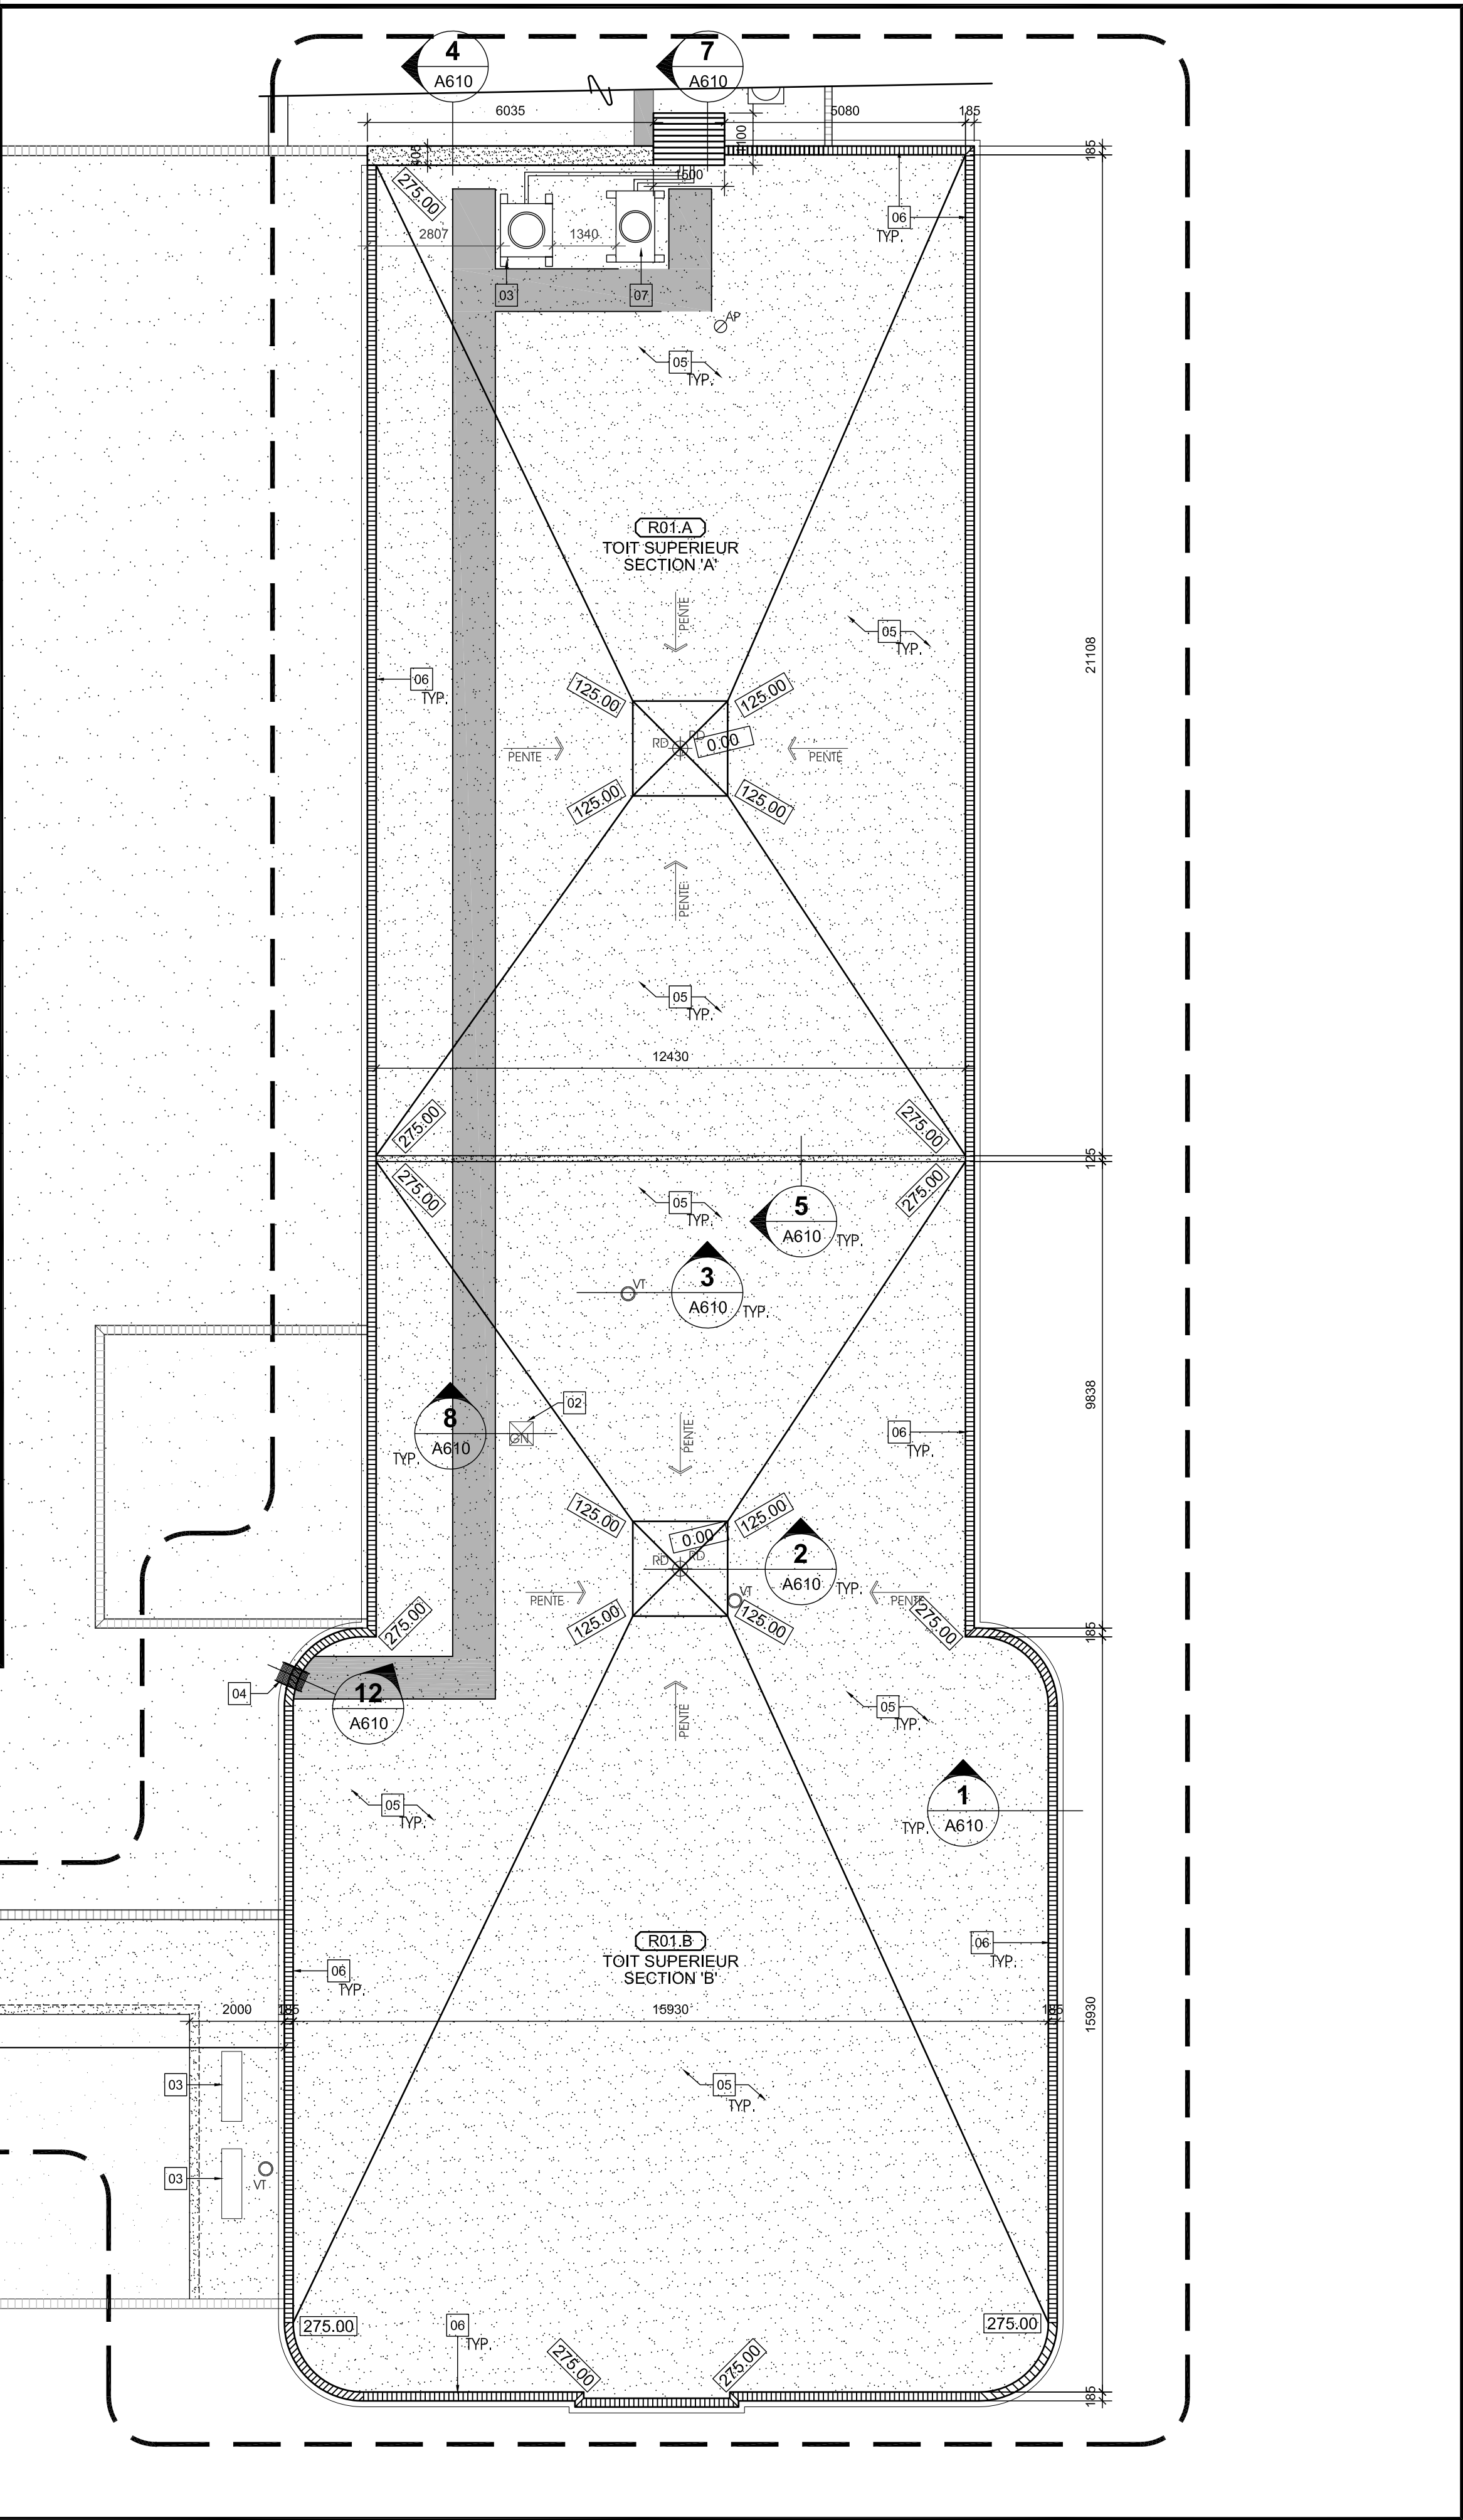 4
A610
7
A610
6035
5080
185
1100
405
185
1500
275.00
2807
1340
06
TYP.
03
07
AP
05
TYP.
R01.A
TOIT SUPERIEUR
SECTION 'A'
PENTE
05
TYP.
21108
06
TYP.
125.00
125.00
RD
RD
0.00
PENTE
PENTE
125.00
125.00
PENTE
05
TYP.
12430
275.00
275.00
125
275.00
275.00
05
TYP.
5
A610
TYP.
3
A610
TYP.
VT
9838
02
8
A610
TYP.
GN
PENTE
06
TYP.
125.00
125.00
0.00
RD
RD
2
A610
TYP.
VT
PENTE
PENTE
125.00
125.00
275.00
275.00
185
04
12
A610
PENTE
05
TYP.
05
TYP.
1
A610
TYP.
R01.B
TOIT SUPERIEUR
SECTION 'B'
06
TYP.
06
TYP.
2000
185
15930
185
15930
03
05
TYP.
03
VT
275.00
06
TYP.
275.00
275.00
275.00
185